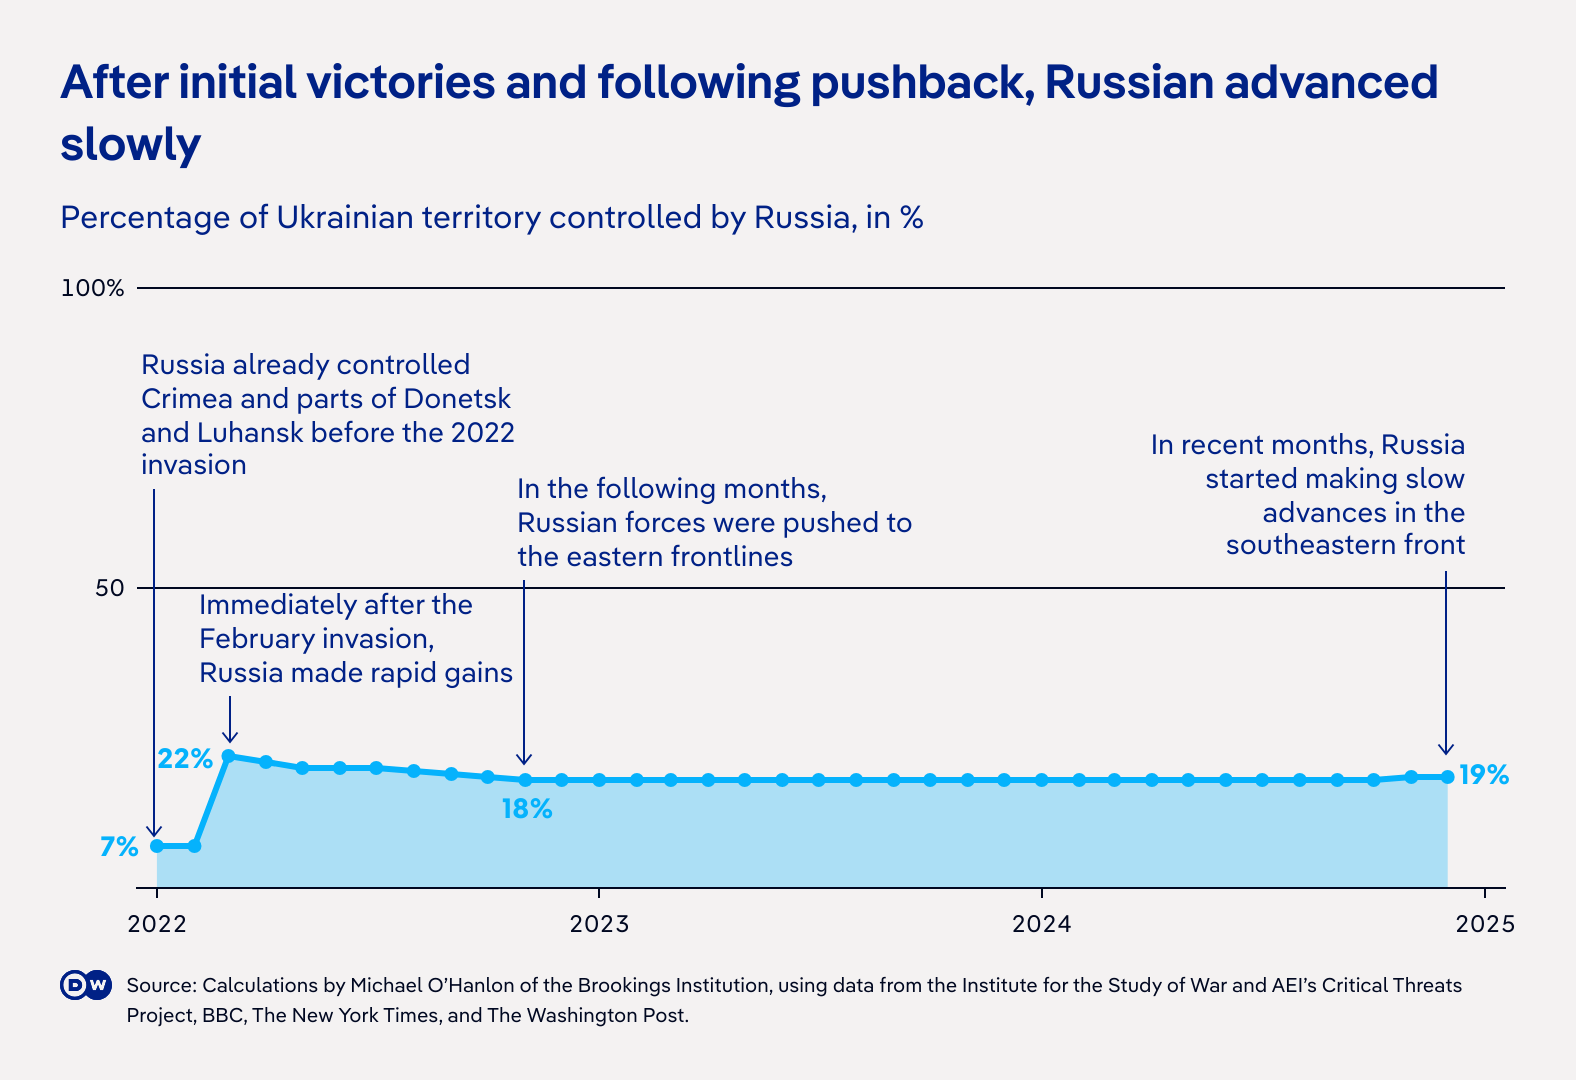 After initial victories and following pushback, Russian advanced
slowly
Percentage of Ukrainian territory controlled by Russia, in %
100%
Russia already controlled
Crimea and parts of Donetsk
and Luhansk before the 2022
invasion
In recent months, Russia
started making slow
advances in the
southeastern front
In the following months,
Russian forces were pushed to
the eastern frontlines
50
Immediately after the
February invasion,
Russia made rapid gains
22%
19%
18%
7%
2022
2023
2024
2025
DW
Source: Calculations by Michael O’Hanlon of the Brookings Institution, using data from the Institute for the Study of War and AEI’s Critical Threats
Project, BBC, The New York Times, and The Washington Post.